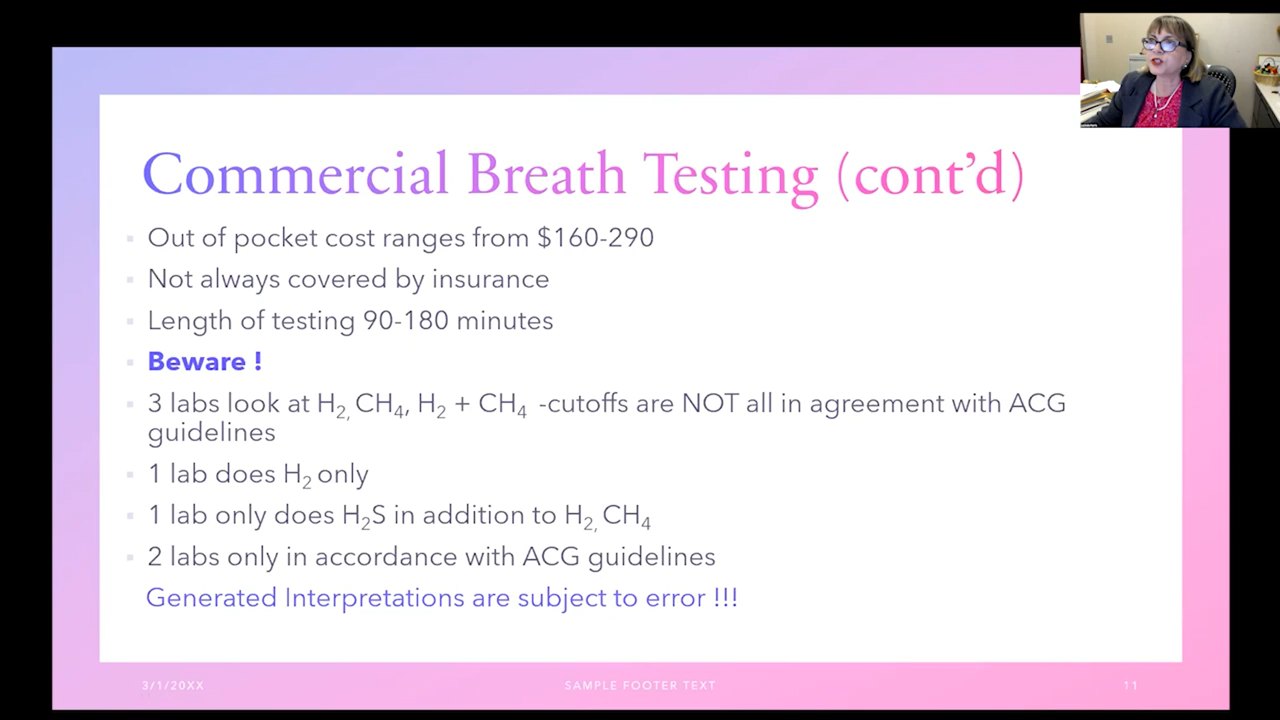 Commercial Breath Testing (cont’d)
Out of pocket cost ranges from $160-290
Not always covered by insurance
Length of testing 90-180 minutes
Beware !
3 labs look at H₂, CH₄, H₂ + CH₄ -cutoffs are NOT all in agreement with ACG
guidelines
1 lab does H₂ only
1 lab only does H₂S in addition to H₂, CH₄
2 labs only in accordance with ACG guidelines
Generated Interpretations are subject to error !!!
3/1/20XX
SAMPLE FOOTER TEXT
11